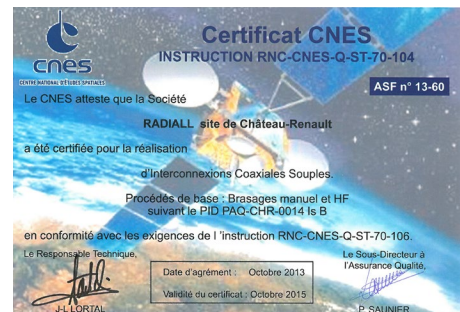 Certificat CNES
INSTRUCTION RNC-CNES-Q-ST-70-104
cnes
CENTRE NATIONAL D'ÉTUDES SPATIALES
ASF n° 13-60
Le CNES atteste que la Société
RADIALL site de Château-Renault
a été certifiée pour la réalisation
d'Interconnexions Coaxiales Souples.
Procédés de base : Brasages manuel et HF
suivant le PID PAQ-CHR-0014 Is B
en conformité avec les exigences de l 'instruction RNC-CNES-Q-ST-70-106.
Le Responsable Technique,
J-L LORTAL
Date d'agrément : Octobre 2013
Validité du certificat : Octobre 2015
Le Sous-Directeur à
l'Assurance Qualité,
P. SAUNIER